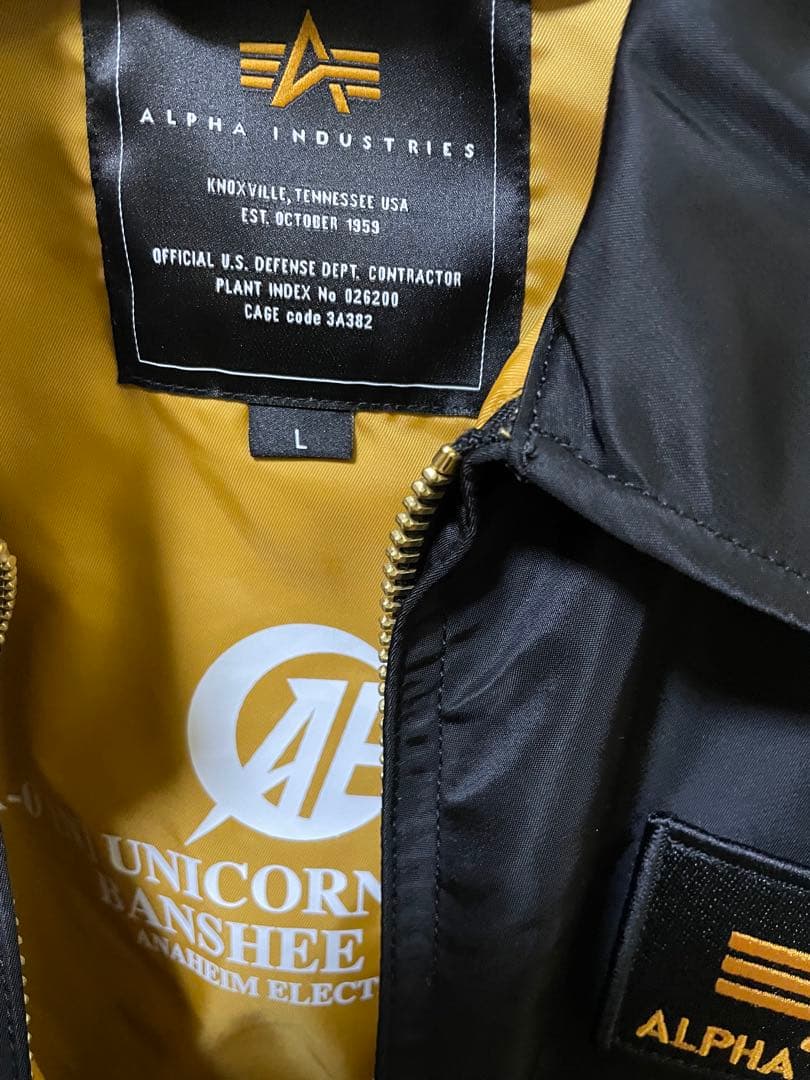 ALPHA INDUSTRIES
KNOXVILLE, TENNESSEE USA
EST. OCTOBER 1959
OFFICIAL U.S. DEFENSE DEPT. CONTRACTOR
PLANT INDEX No 026200
CAGE code 3A382
L
AE
UNICORN
BANSHEE
ANAHEIM ELECT
ALPHA